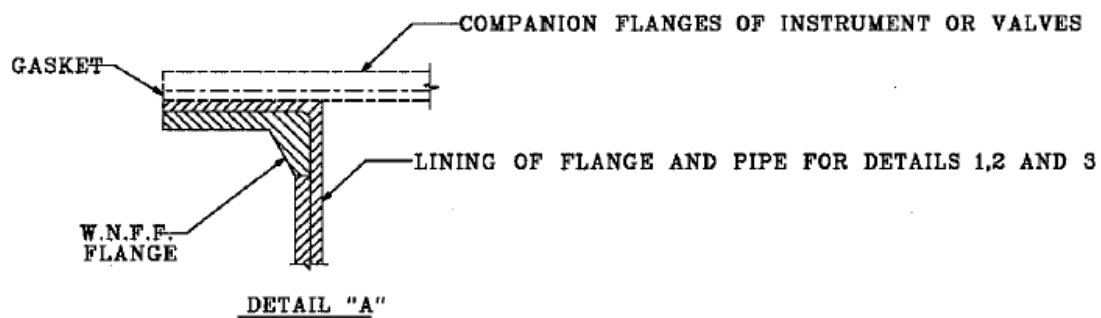 COMPANION FLANGES OF INSTRUMENT OR VALVES
GASKET
LINING OF FLANGE AND PIPE FOR DETAILS 1,2 AND 3
W.N.F.F.
FLANGE
DETAIL "A"